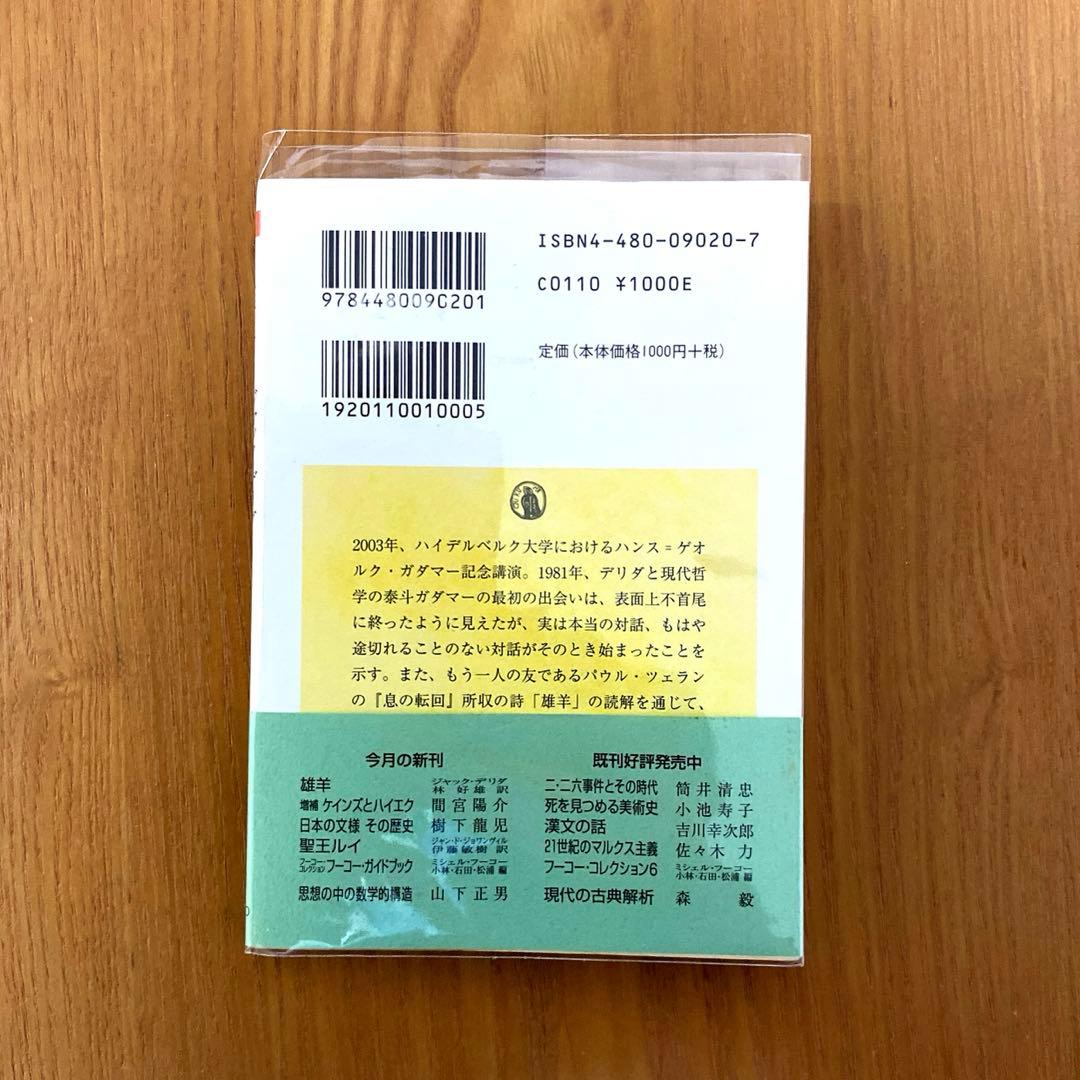 ISBN4-480-09020-7
9784480090201
C0110 ¥1000E
定価(本体価格1000円+税)
1920110010005
2003年、ハイデルベルク大学におけるハンス=ゲオ
ルク・ガダマー記念講演。1981年、デリダと現代哲
学の泰斗ガダマーの最初の出会いは、表面上不首尾
に終ったように見えたが、実は本当の対話、もはや
途切れることのない対話がそのとき始まったことを
示す。また、もう一人の友であるパウル・ツェラン
の『息の転回』所収の詩「雄羊」の読解を通じて、
今月の新刊
雄羊 ジャック・デリダ 林好雄 訳
増補 ケインズとハイエク 間宮陽介
日本の文様 その歴史 樹下龍児
聖王ルイ ジャン・ド・ジョワンヴィル 伊藤敏樹 訳
フーコー・コレクション フーコー・ガイドブック ミシェル・フーコー 小林・石田・松浦 編
思想の中の数学的構造 山下正男
既刊好評発売中
二・二六事件とその時代 筒井清忠
死を見つめる美術史 小池寿子
漢文の話 吉川幸次郎
21世紀のマルクス主義 佐々木 力
フーコー・コレクション6 ミシェル・フーコー 小林・石田・松浦 編
現代の古典解析 森 毅